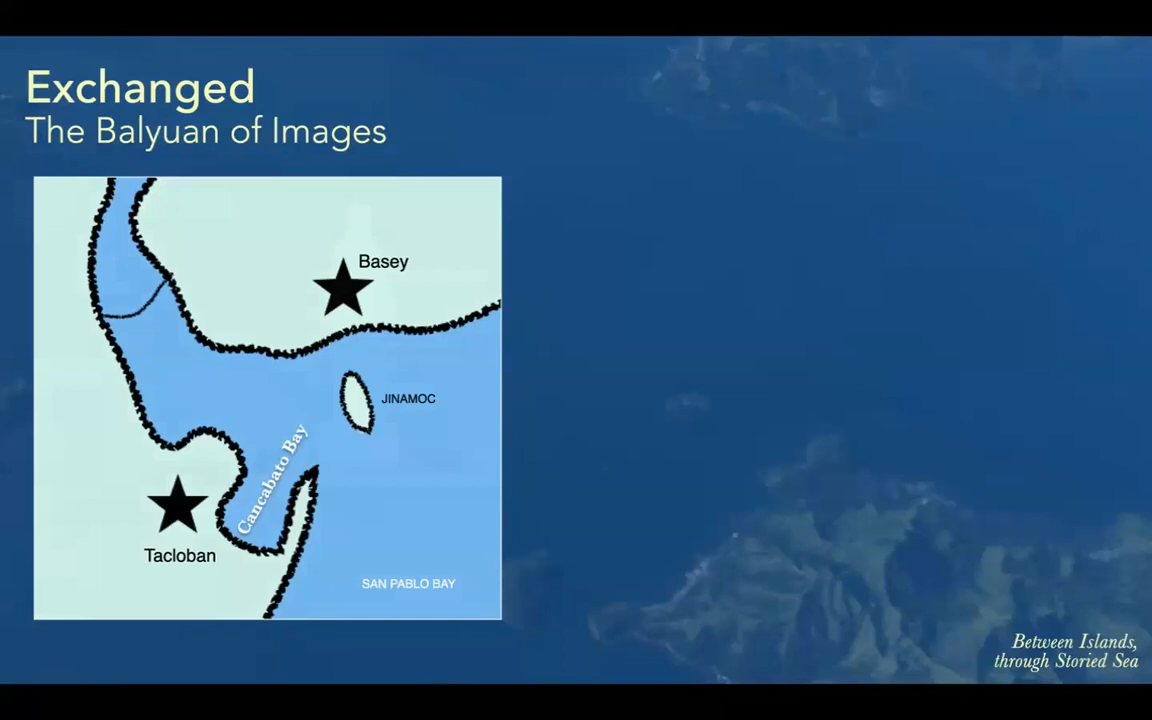 Exchanged
The Balyuan of Images
Basey
JINAMOC
Cancabato Bay
Tacloban
SAN PABLO BAY
Between Islands,
through Storied Sea